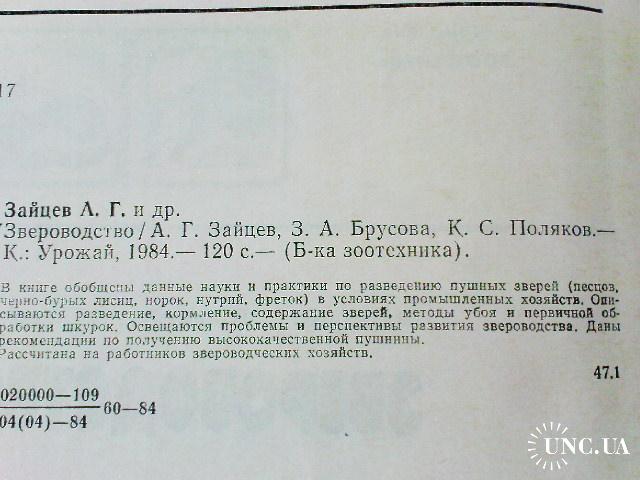 17
Зайцев А. Г. и др.
Звероводство/А. Г. Зайцев, З. А. Брусова, К. С. Поляков.—
К.: Урожай, 1984.— 120 с.— (Б-ка зоотехника).
В книге обобщены данные науки и практики по разведению пушных зверей (песцов,
черно-бурых лисиц, норок, нутрий, фреток) в условиях промышленных хозяйств. Опи-
сываются разведение, кормление, содержание зверей, методы убоя и первичной об-
работки шкурок. Освещаются проблемы и перспективы развития звероводства. Даны
рекомендации по получению высококачественной пушнины.
Рассчитана на работников звероводческих хозяйств.
47.1
020000—109
60—84
04(04)—84
UNC.UA